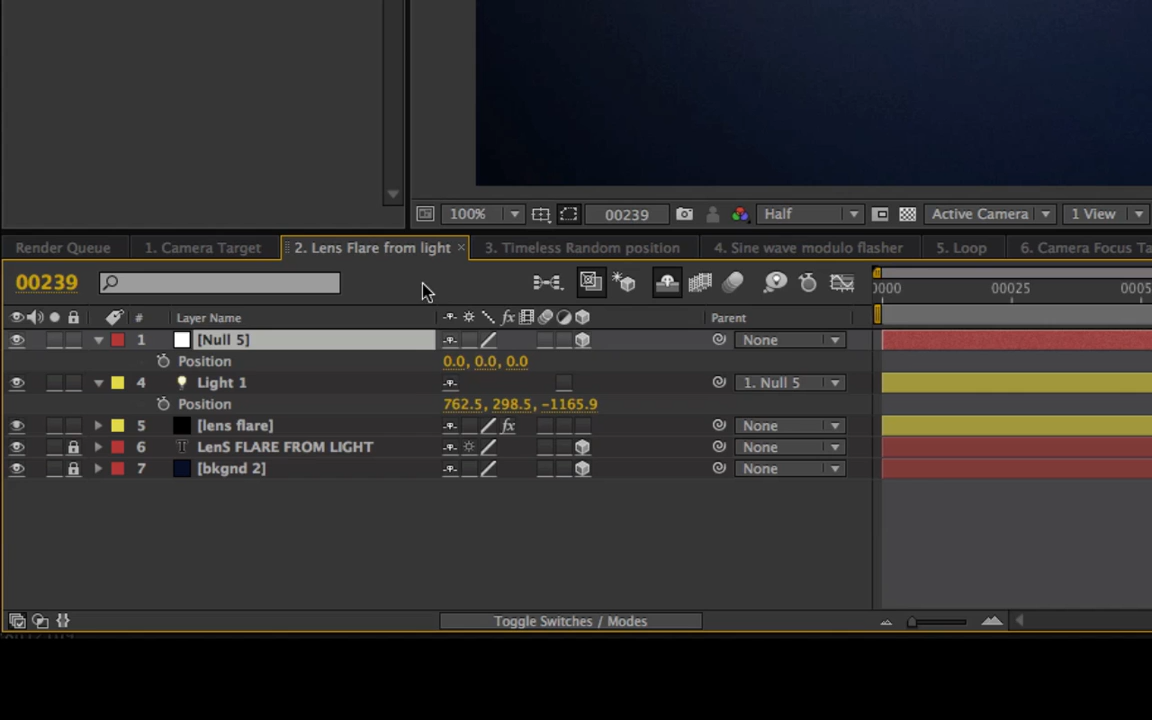 100% 00239 Half Active Camera 1 View
Render Queue 1. Camera Target 2. Lens Flare from light × 3. Timeless Random position 4. Sine wave modulo flasher 5. Loop 6. Camera Focus Ta
00239 0000 00025 0005
# Layer Name fx Parent
1 [Null 5] None
Position 0.0, 0.0, 0.0
4 Light 1 1. Null 5
Position 762.5, 298.5, -1165.9
5 [lens flare] fx None
6 T LenS FLARE FROM LIGHT None
7 [bkgnd 2] None
Toggle Switches / Modes